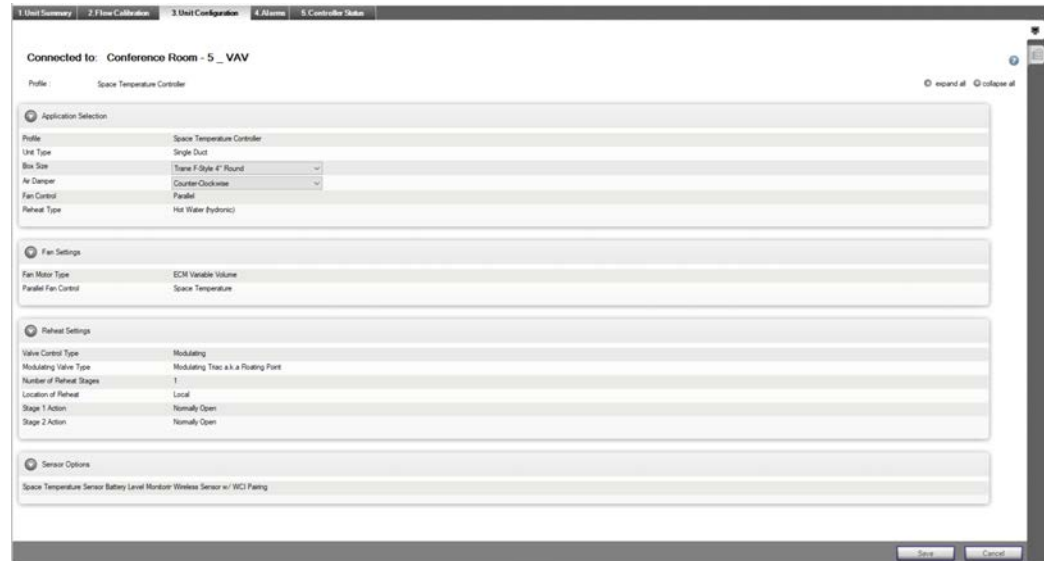 1.Unit Summary 2.Flow Calibration 3.Unit Configuration 4.Alarms 5.Controller Status
Connected to: Conference Room - 5 _ VAV
Profile : Space Temperature Controller expand all collapse all
Application Selection
Profile Space Temperature Controller
Unit Type Single Duct
Box Size Trane F-Style 4" Round
Air Damper Counter-Clockwise
Fan Control Parallel
Reheat Type Hot Water (hydronic)
Fan Settings
Fan Motor Type ECM Variable Volume
Parallel Fan Control Space Temperature
Reheat Settings
Valve Control Type Modulating
Modulating Valve Type Modulating Triac a.k.a Floating Point
Number of Reheat Stages 1
Location of Reheat Local
Stage 1 Action Normally Open
Stage 2 Action Normally Open
Sensor Options
Space Temperature Sensor Battery Level Monitorir Wireless Sensor w/ WCI Pairing
Save Cancel